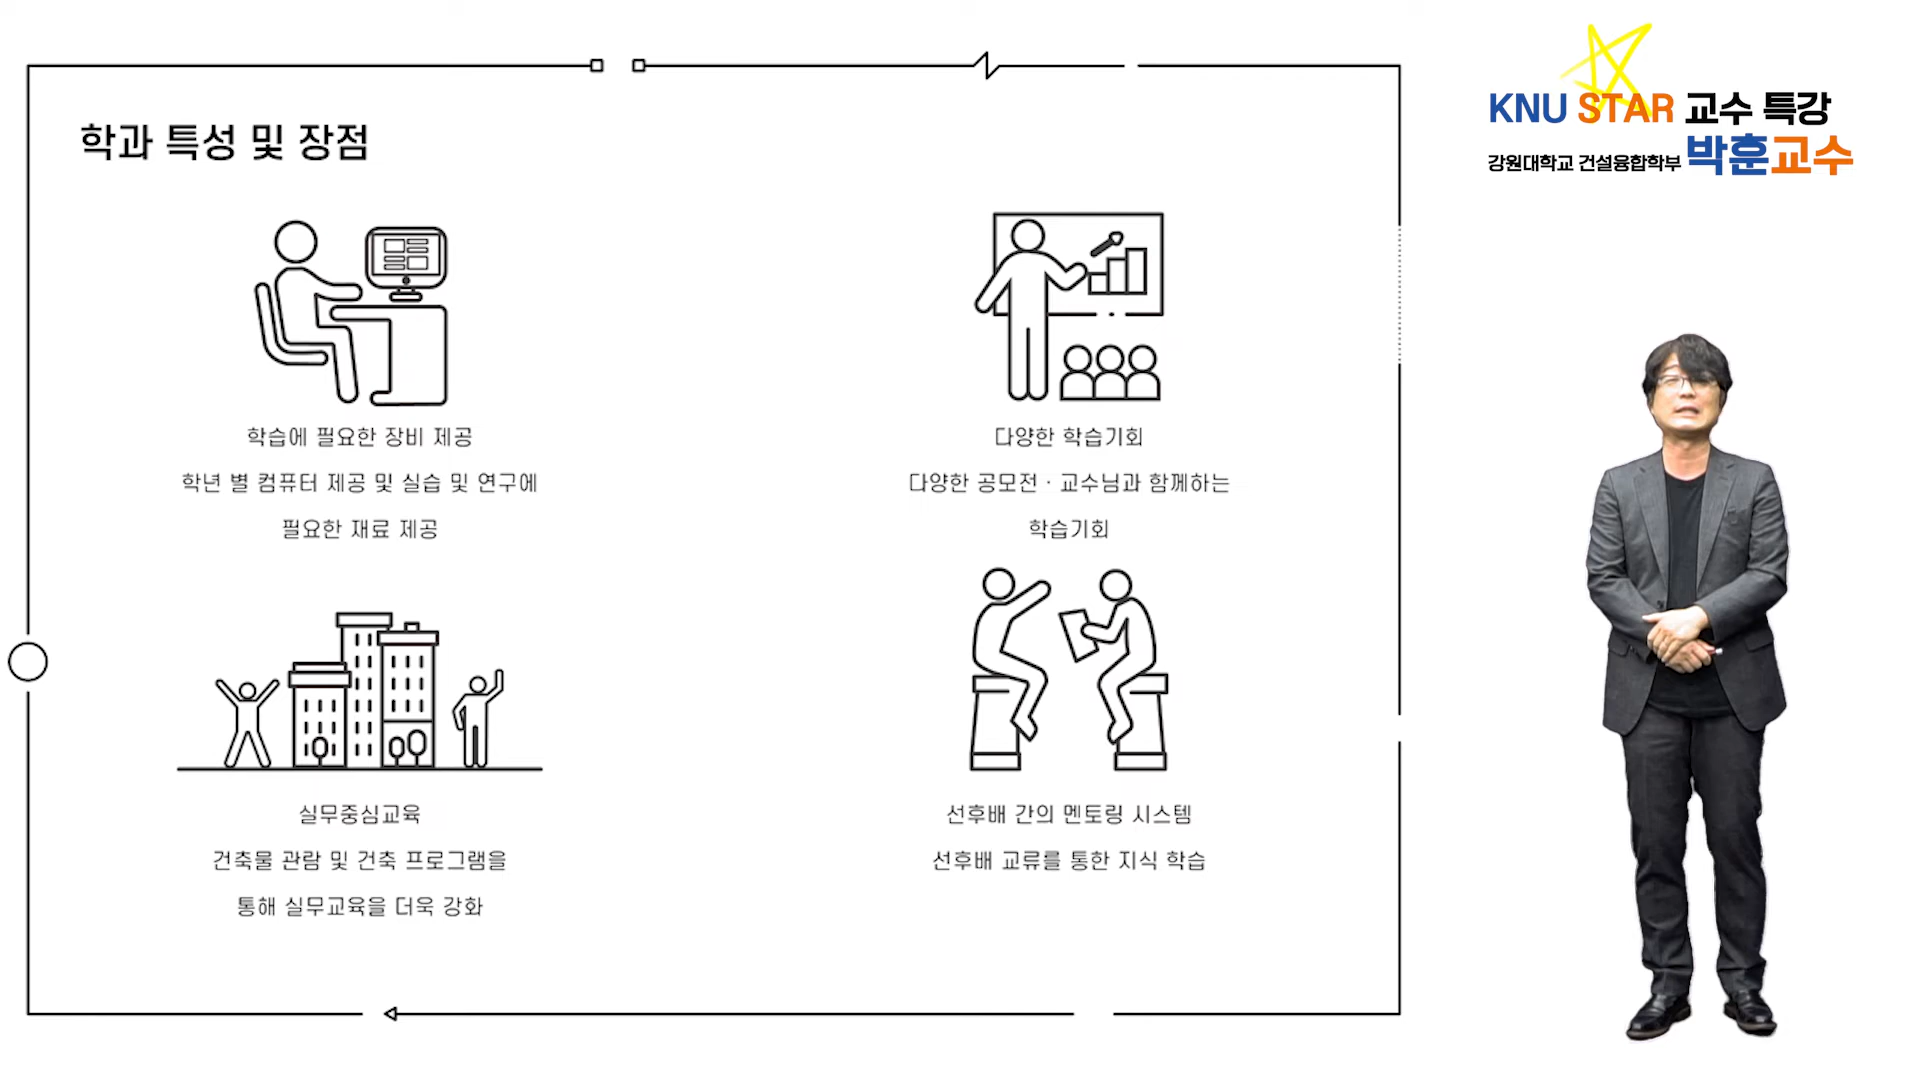 학과 특성 및 장점
KNU STAR 교수 특강
강원대학교 건설융합학부 박훈교수
학습에 필요한 장비 제공
학년 별 컴퓨터 제공 및 실습 및 연구에
필요한 재료 제공
다양한 학습기회
다양한 공모전 · 교수님과 함께하는
학습기회
실무중심교육
건축물 관람 및 건축 프로그램을
통해 실무교육을 더욱 강화
선후배 간의 멘토링 시스템
선후배 교류를 통한 지식 학습